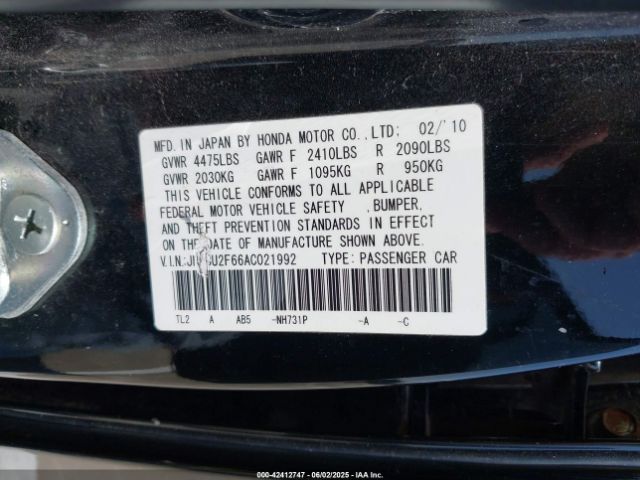 MFD. IN JAPAN BY HONDA MOTOR CO.,LTD: 02/'10
GVWR 4475LBS GAWR F 2410LBS R 2090LBS
GVWR 2030KG GAWR F 1095KG R 950KG
THIS VEHICLE CONFORMS TO ALL APPLICABLE
FEDERAL MOTOR VEHICLE SAFETY ,BUMPER,
AND THEFT PREVENTION STANDARDS IN EFFECT
ON THE DATE OF MANUFACTURE SHOWN ABOVE.
V.I.N.: TYPE: PASSENGER CAR
TL2 A AB5 -NH731P -A -C
000-42412747 06/02/2025 IAA Inc.